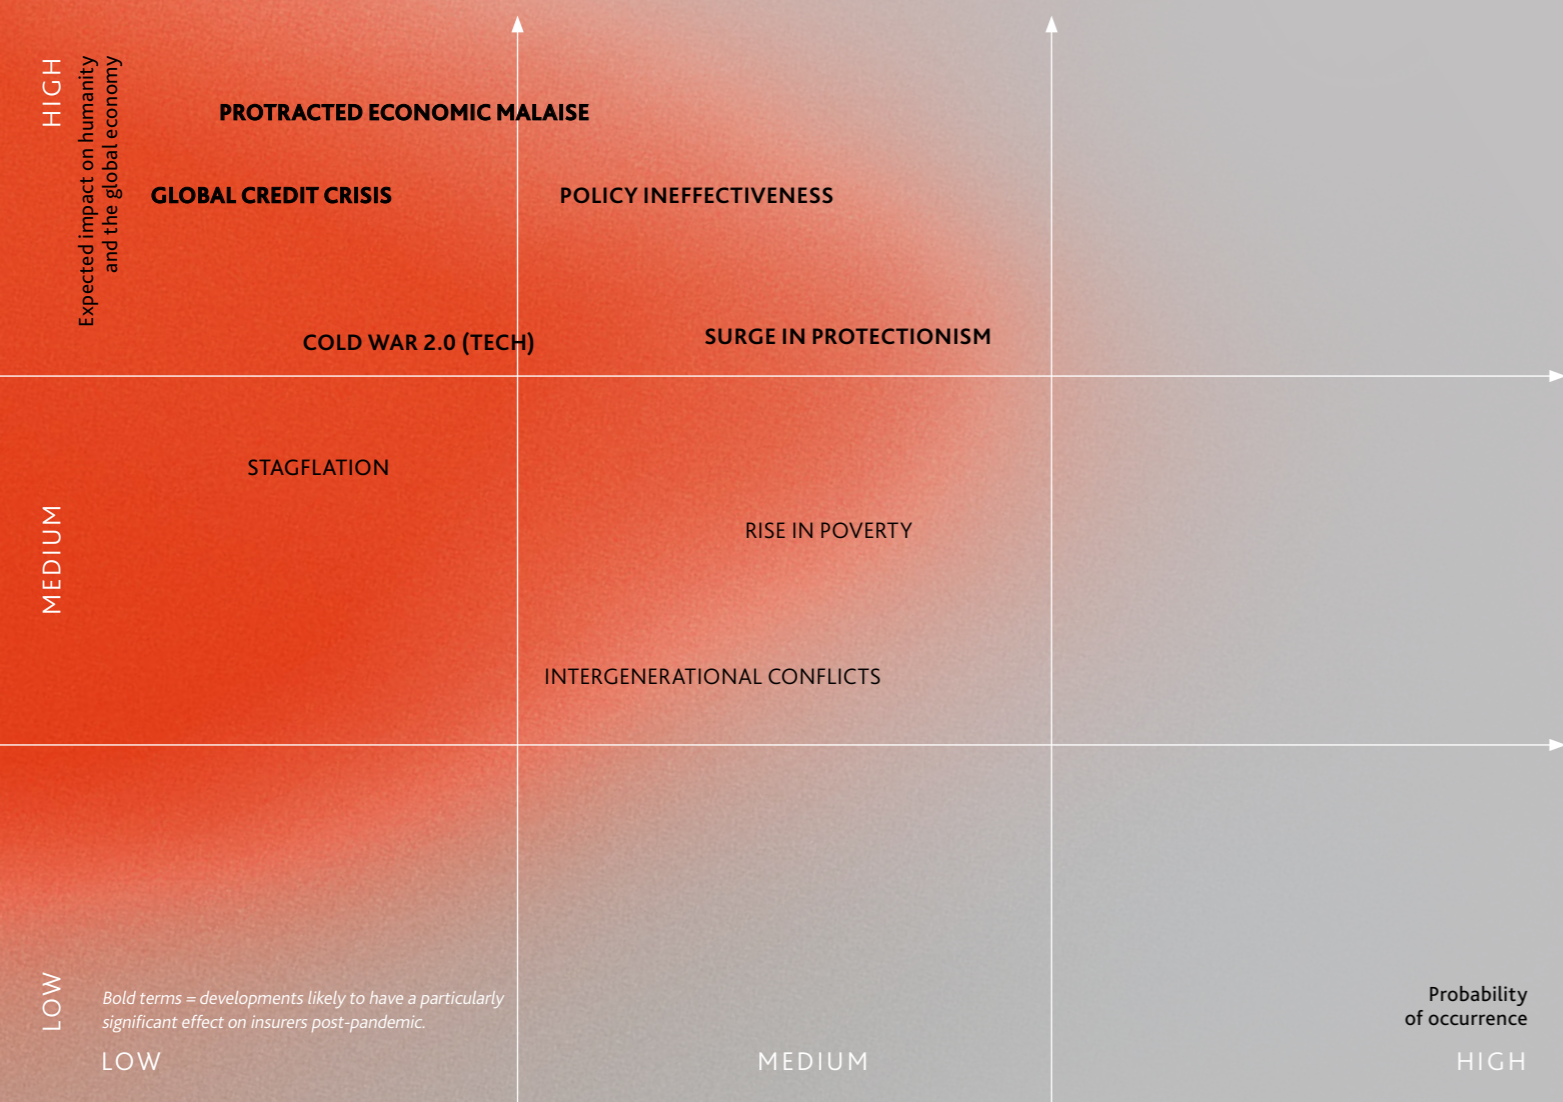 HIGH
Expected impact on humanity
and the global economy
PROTRACTED ECONOMIC MALAISE
GLOBAL CREDIT CRISIS
POLICY INEFFECTIVENESS
COLD WAR 2.0 (TECH)
SURGE IN PROTECTIONISM
MEDIUM
STAGFLATION
RISE IN POVERTY
INTERGENERATIONAL CONFLICTS
LOW
Bold terms = developments likely to have a particularly
significant effect on insurers post-pandemic.
Probability
of occurrence
LOW
MEDIUM
HIGH